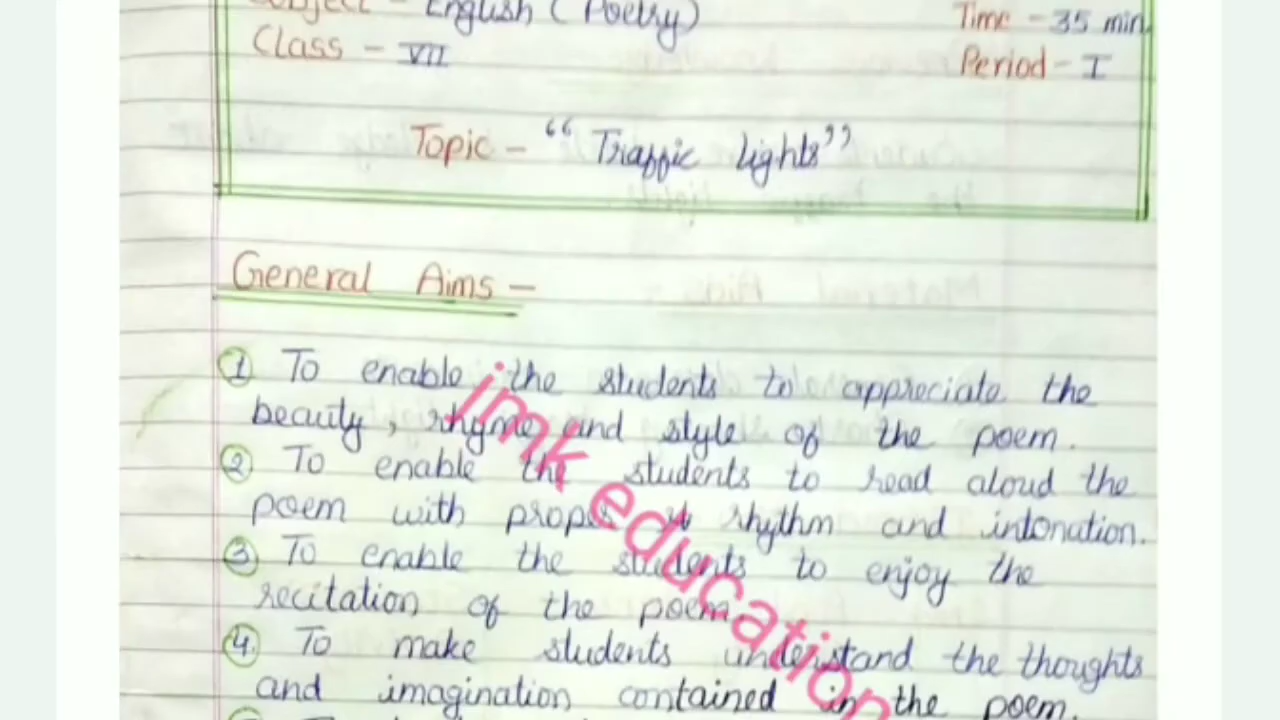 Subject - English (Poetry)
Time - 35 min
Class - VII
Period - I
Topic - “Traffic Lights”
General Aims -
1 To enable the students to appreciate the
beauty, rhyme and style of the poem.
2 To enable the students to read aloud the
poem with proper rhythm and intonation.
3 To enable the students to enjoy the
recitation of the poem.
4. To make students understand the thoughts
and imagination contained in the poem.
jmk education